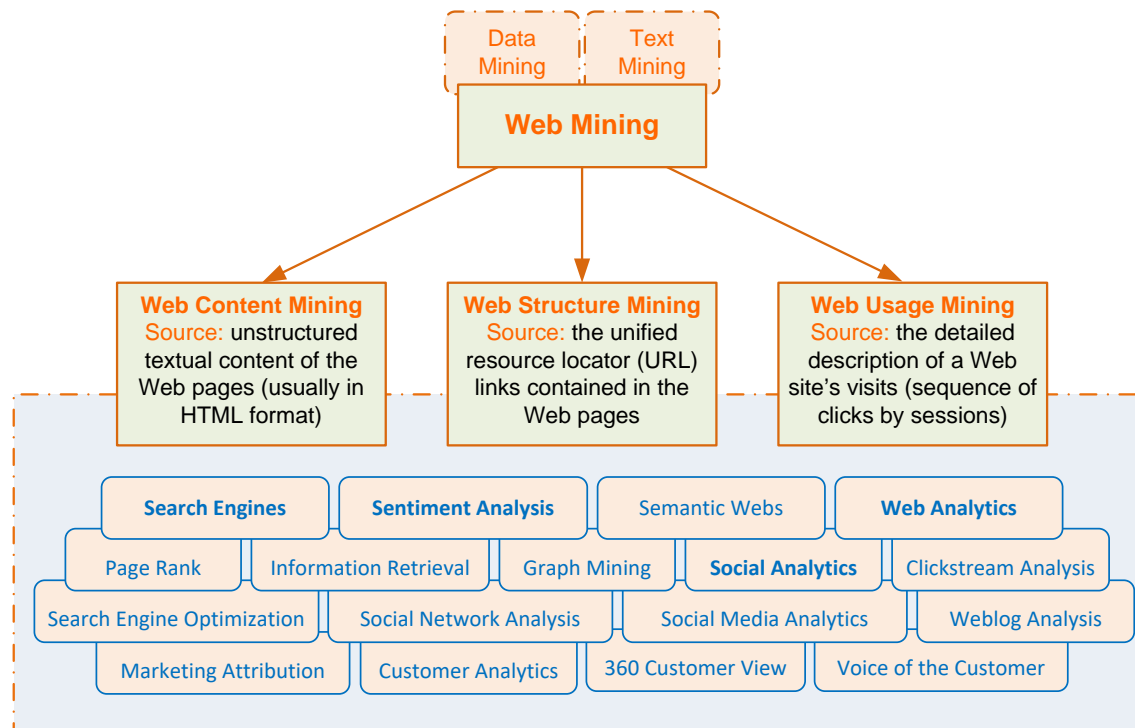 Data
Mining
Text
Mining
Web Mining
Web Content Mining
Source: unstructured
textual content of the
Web pages (usually in
HTML format)
Web Structure Mining
Source: the unified
resource locator (URL)
links contained in the
Web pages
Web Usage Mining
Source: the detailed
description of a Web
site’s visits (sequence of
clicks by sessions)
Search Engines
Sentiment Analysis
Semantic Webs
Web Analytics
Page Rank
Information Retrieval
Graph Mining
Social Analytics
Clickstream Analysis
Search Engine Optimization
Social Network Analysis
Social Media Analytics
Weblog Analysis
Marketing Attribution
Customer Analytics
360 Customer View
Voice of the Customer